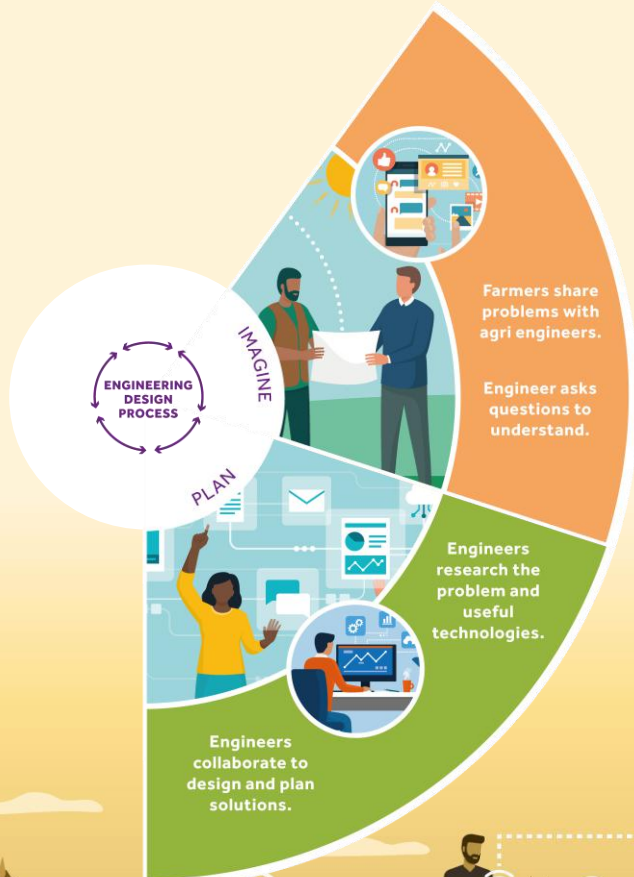 ENGINEERING
DESIGN
PROCESS
IMAGINE
Farmers share
problems with
agri engineers.
Engineer asks
questions to
understand.
PLAN
Engineers
research the
problem and
useful
technologies.
Engineers
collaborate to
design and plan
solutions.